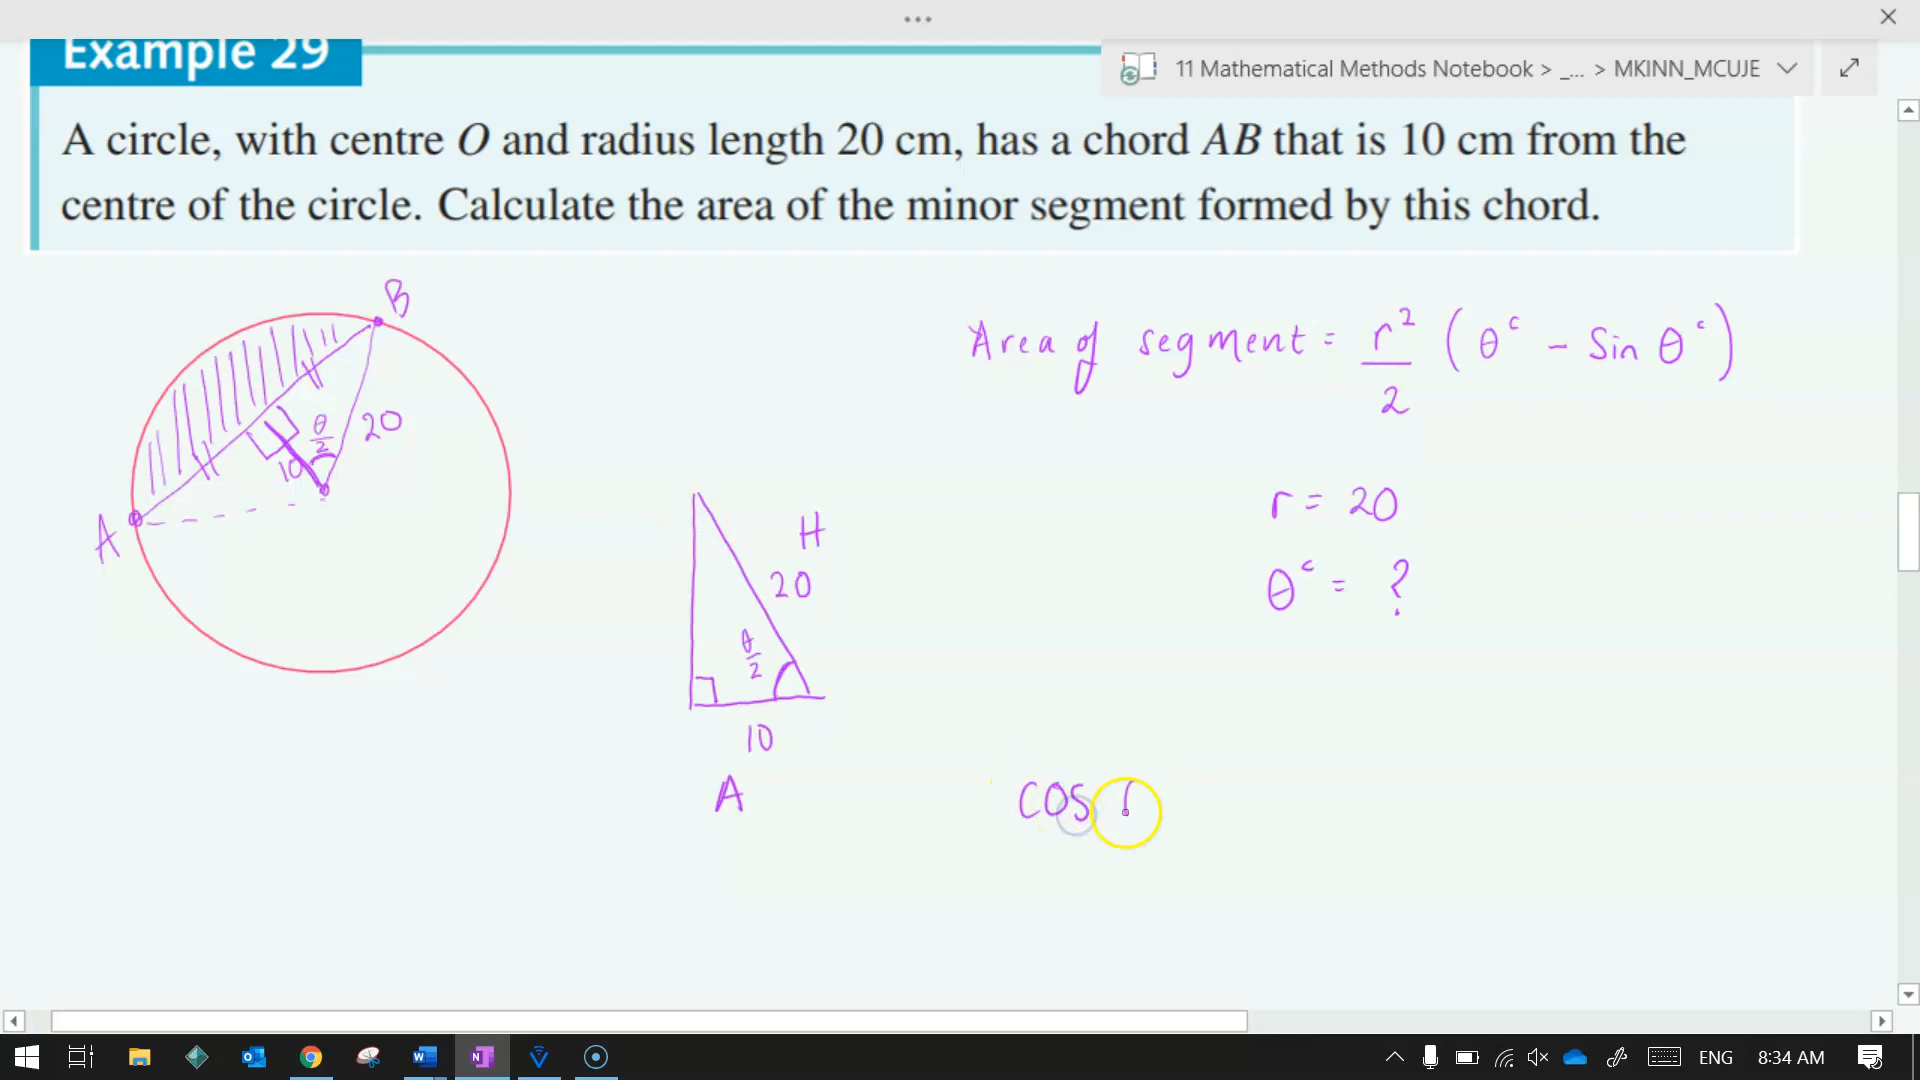 Example 29
11 Mathematical Methods Notebook > _... > MKINN_MCUJE
A circle, with centre O and radius length 20 cm, has a chord AB that is 10 cm from the
centre of the circle. Calculate the area of the minor segment formed by this chord.
B
A
θ/2
20
10
Area of segment = r²/2 (θᶜ - Sin θᶜ)
r = 20
θᶜ = ?
H
20
θ/2
10
A
COS (
ENG
8:34 AM